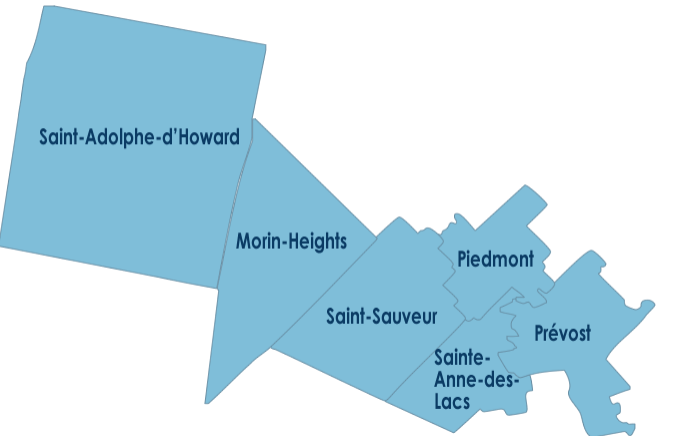 Saint-Adolphe-d'Howard
Morin-Heights
Piedmont
Saint-Sauveur
Prévost
Sainte-
Anne-des-
Lacs